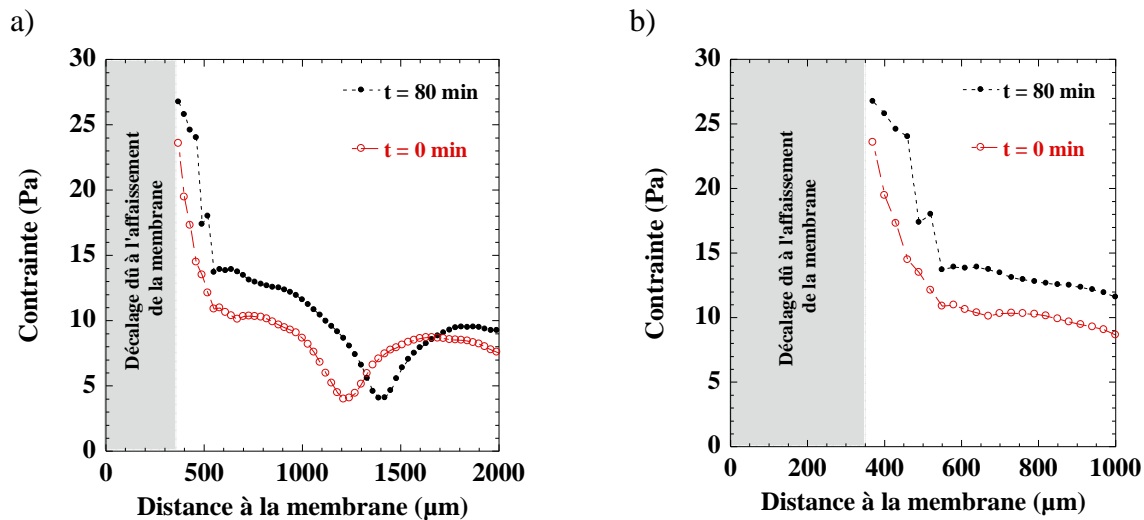 a)
30
25
20
15
10
5
0
Contrainte (Pa)
Décalage dû à l'affaissement
de la membrane
t = 80 min
t = 0 min
0 500 1000 1500 2000
Distance à la membrane (µm)
b)
30
25
20
15
10
5
0
Contrainte (Pa)
Décalage dû à l'affaissement
de la membrane
t = 80 min
t = 0 min
0 200 400 600 800 1000
Distance à la membrane (µm)